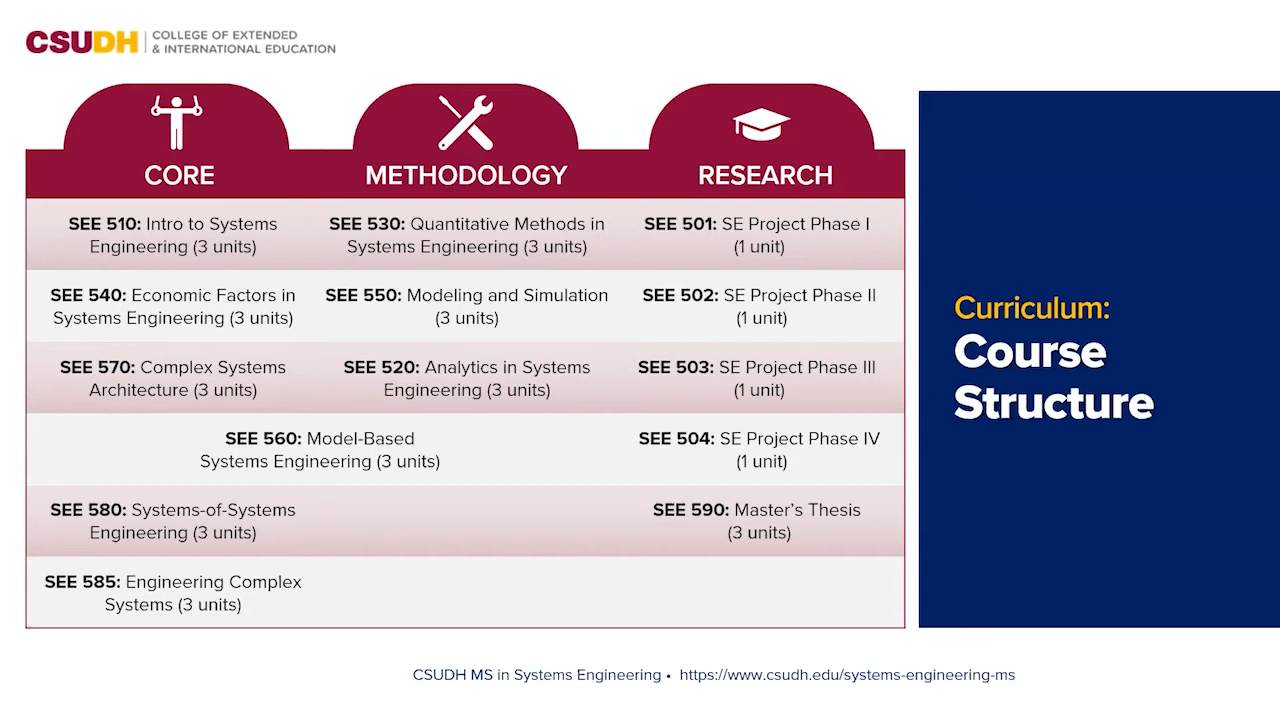 CSUDH
COLLEGE OF EXTENDED
& INTERNATIONAL EDUCATION
CORE
METHODOLOGY
RESEARCH
SEE 510: Intro to Systems
Engineering (3 units)
SEE 530: Quantitative Methods in
Systems Engineering (3 units)
SEE 501: SE Project Phase I
(1 unit)
SEE 540: Economic Factors in
Systems Engineering (3 units)
SEE 550: Modeling and Simulation
(3 units)
SEE 502: SE Project Phase II
(1 unit)
SEE 570: Complex Systems
Architecture (3 units)
SEE 520: Analytics in Systems
Engineering (3 units)
SEE 503: SE Project Phase III
(1 unit)
SEE 560: Model-Based
Systems Engineering (3 units)
SEE 504: SE Project Phase IV
(1 unit)
SEE 580: Systems-of-Systems
Engineering (3 units)
SEE 590: Master's Thesis
(3 units)
SEE 585: Engineering Complex
Systems (3 units)
Curriculum:
Course
Structure
CSUDH MS in Systems Engineering • https://www.csudh.edu/systems-engineering-ms